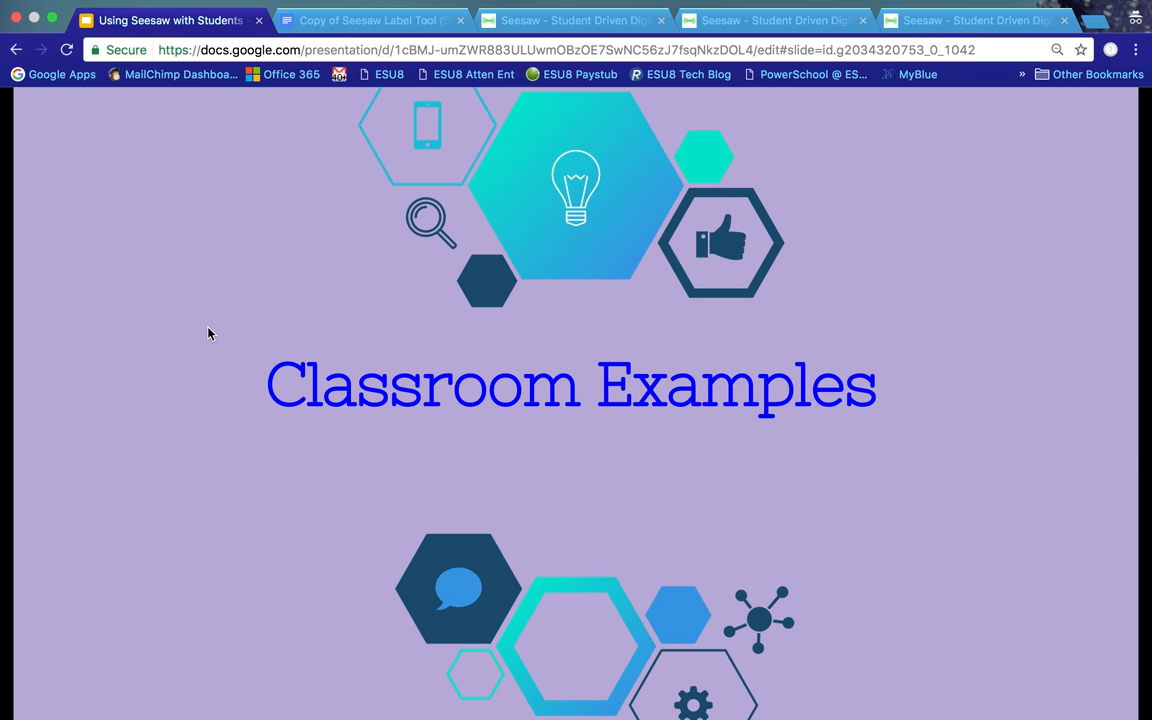 Using Seesaw with Students - Copy of Seesaw Label Tool (S Seesaw - Student Driven Digi Seesaw - Student Driven Digi Seesaw - Student Driven Digi
Secure https://docs.google.com/presentation/d/1cBMJ-umZWR883ULUwmOBzOE7SwNC56zJ7fsqNkzDOL4/edit#slide=id.g2034320753_0_1042
Google Apps MailChimp Dashboa... Office 365 40+ ESU8 ESU8 Atten Ent ESU8 Paystub ESU8 Tech Blog PowerSchool @ ES... MyBlue » Other Bookmarks
Classroom Examples